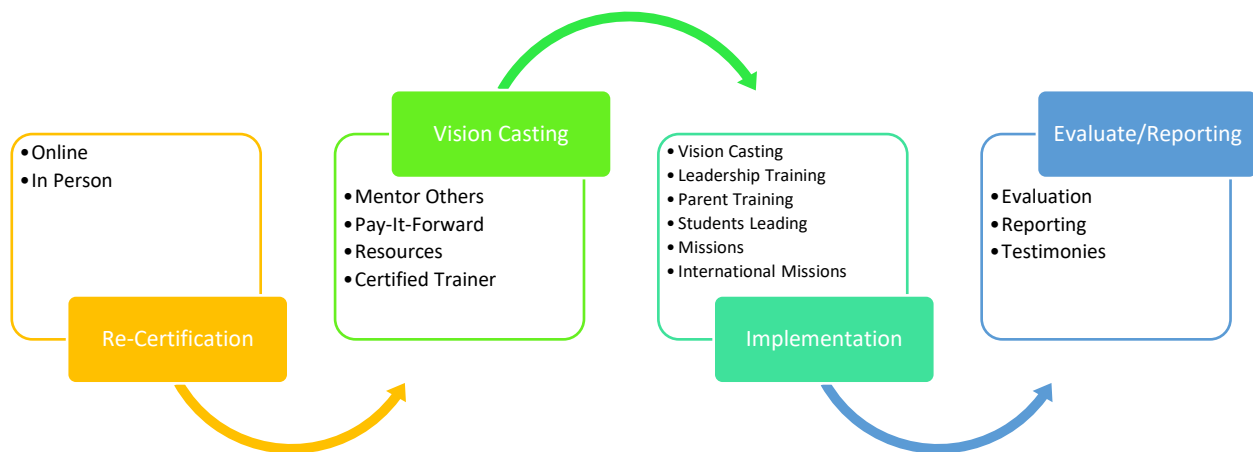 • Online
• In Person
Re-Certification
Vision Casting
• Mentor Others
• Pay-It-Forward
• Resources
• Certified Trainer
• Vision Casting
• Leadership Training
• Parent Training
• Students Leading
• Missions
• International Missions
Implementation
Evaluate/Reporting
• Evaluation
• Reporting
• Testimonies